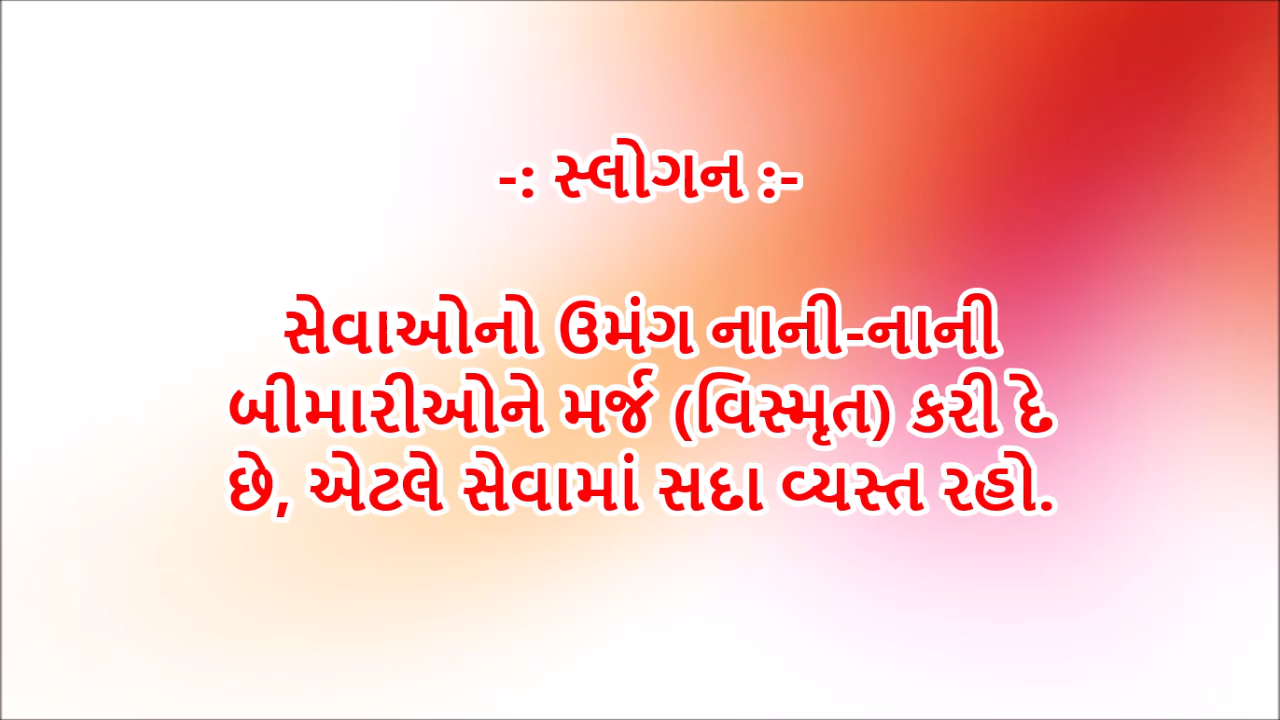 -: સ્લોગન :-
સેવાઓનો ઉમંગ નાની-નાની
બીમારીઓને મર્જ (વિસ્મૃત) કરી દે
છે, એટલે સેવામાં સદા વ્યસ્ત રહો.